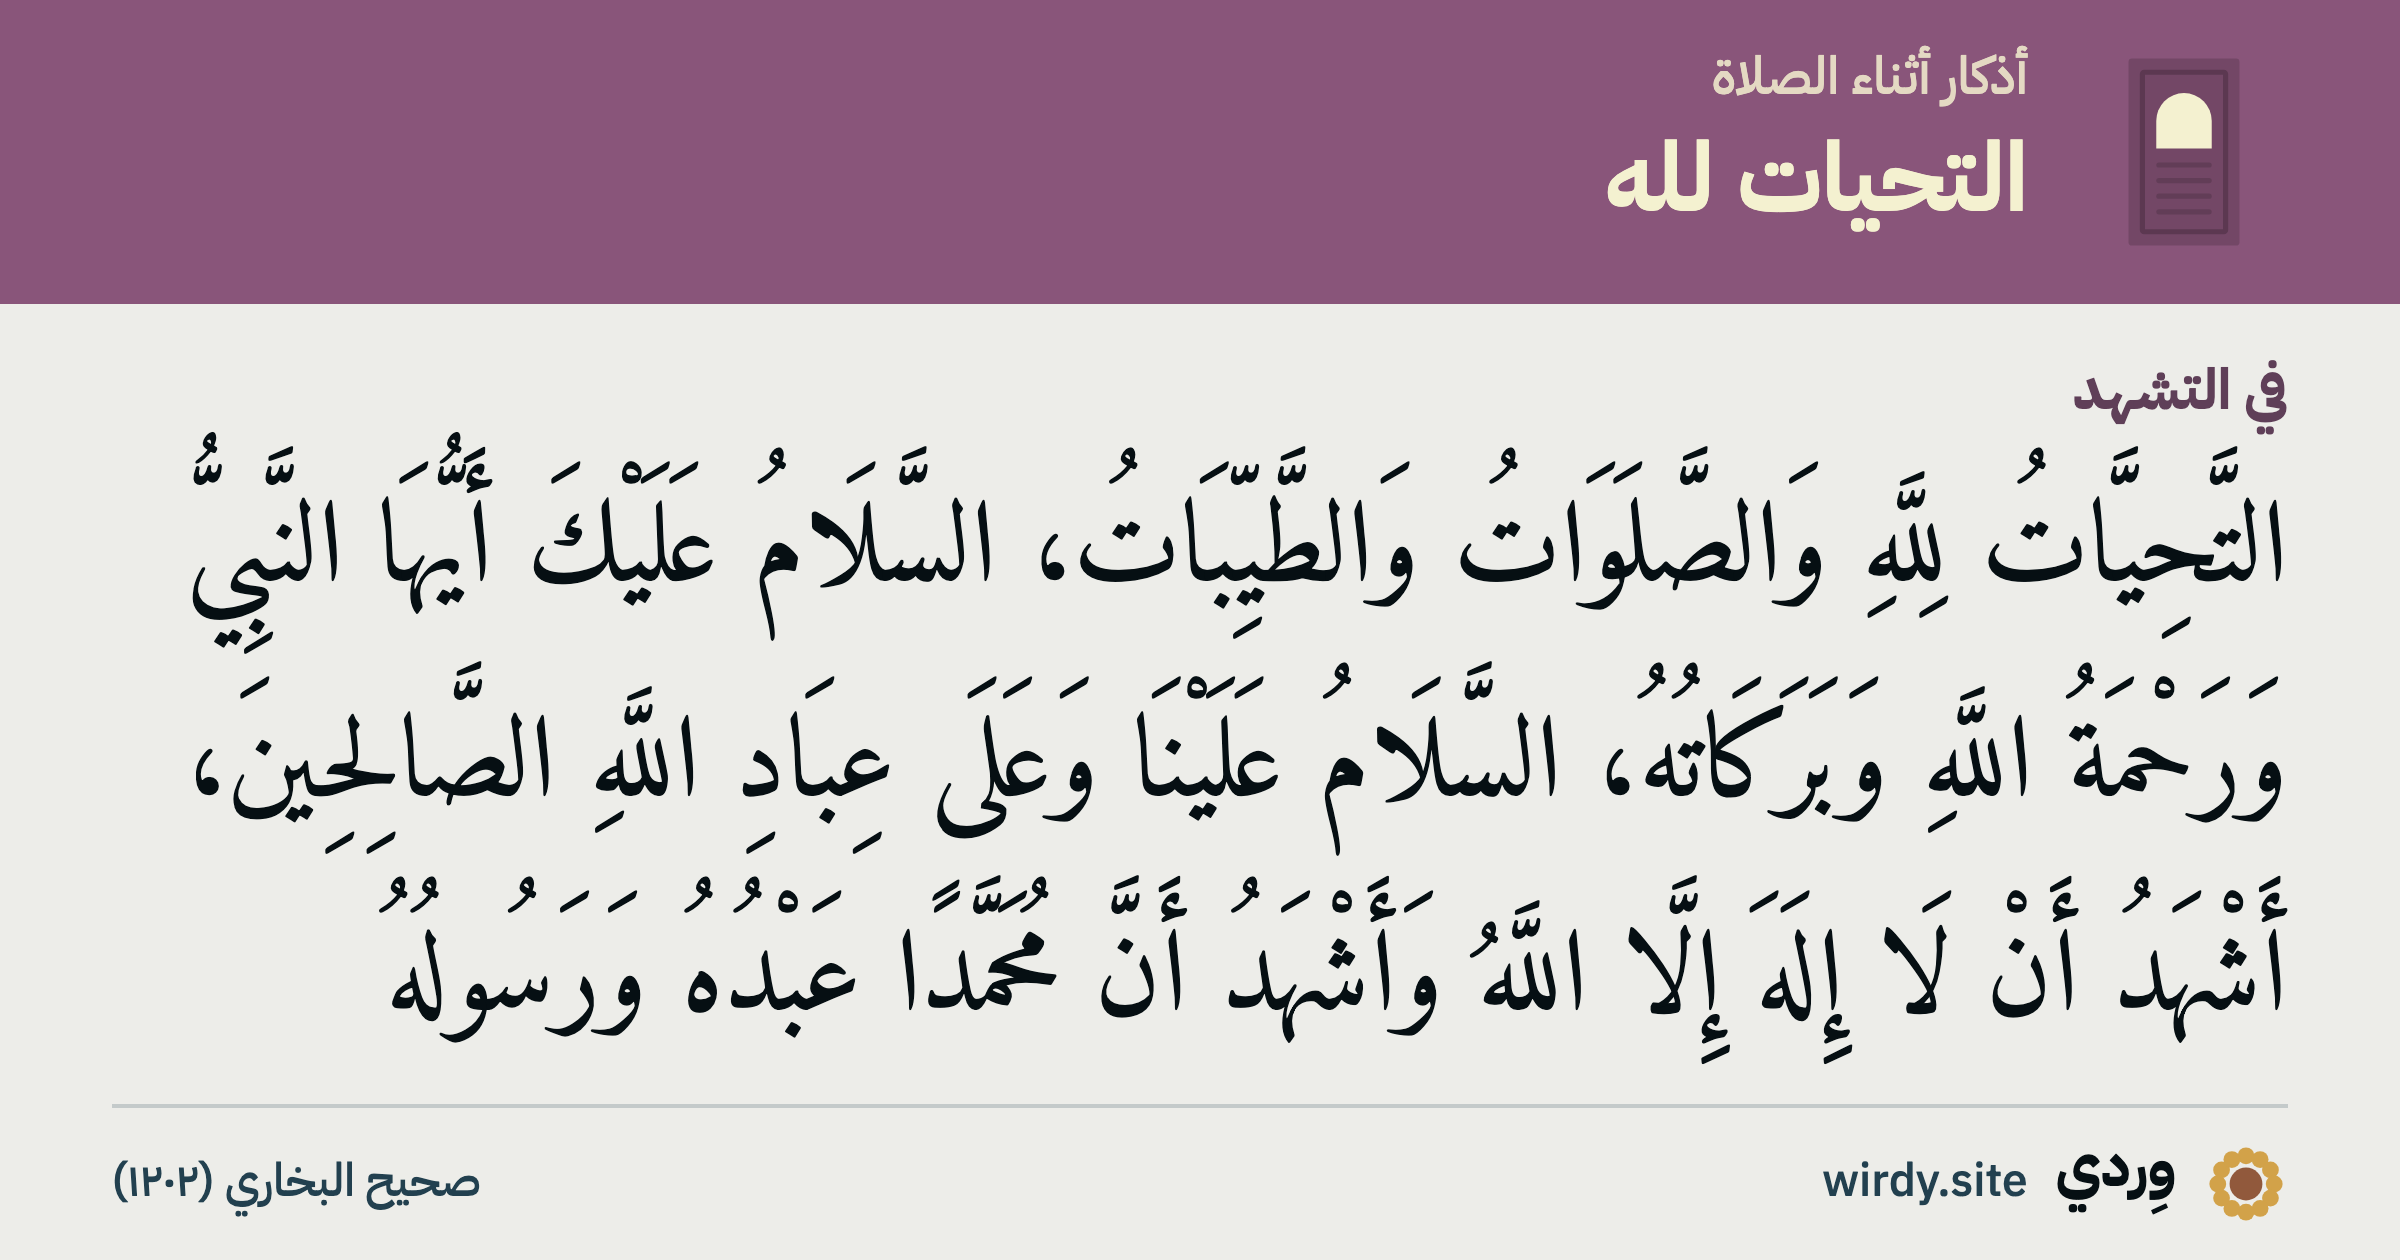 أذكار أثناء الصلاة
التحيات لله
في التشهد
التَّحِيَّاتُ لِلَّهِ وَالصَّلَوَاتُ وَالطَّيِّبَاتُ، السَّلَامُ عَلَيْكَ أَيُّهَا النَّبِيُّ
وَرَحْمَةُ اللَّهِ وَبَرَكَاتُهُ، السَّلَامُ عَلَيْنَا وَعَلَى عِبَادِ اللَّهِ الصَّالِحِينَ،
أَشْهَدُ أَنْ لَا إِلَهَ إِلَّا اللَّهُ وَأَشْهَدُ أَنَّ مُحَمَّدًا عَبْدُهُ وَرَسُولُهُ
وِردي wirdy.site
صحيح البخاري (١٢٠٢)